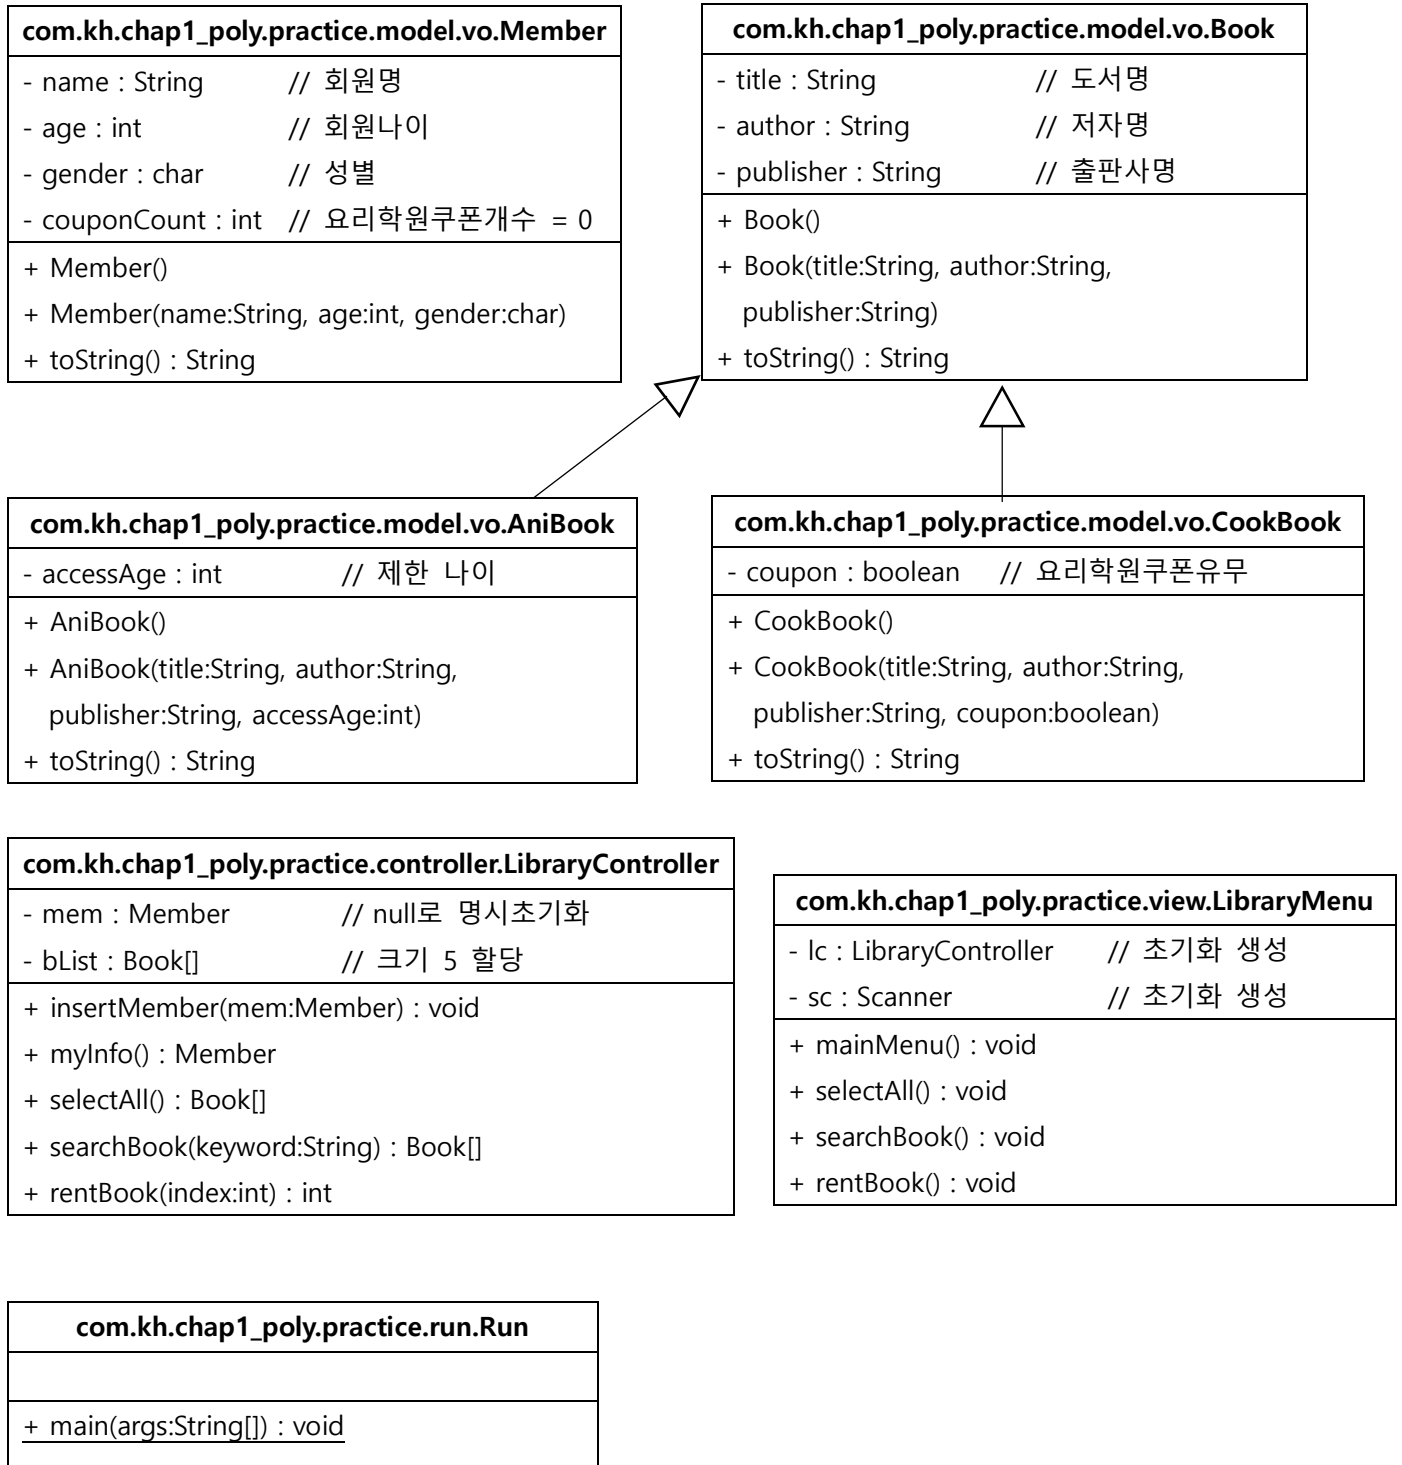 com.kh.chap1_poly.practice.model.vo.Member
- name : String // 회원명
- age : int // 회원나이
- gender : char // 성별
- couponCount : int // 요리학원쿠폰개수 = 0
+ Member()
+ Member(name:String, age:int, gender:char)
+ toString() : String
com.kh.chap1_poly.practice.model.vo.Book
- title : String // 도서명
- author : String // 저자명
- publisher : String // 출판사명
+ Book()
+ Book(title:String, author:String,
publisher:String)
+ toString() : String
com.kh.chap1_poly.practice.model.vo.AniBook
- accessAge : int // 제한 나이
+ AniBook()
+ AniBook(title:String, author:String,
publisher:String, accessAge:int)
+ toString() : String
com.kh.chap1_poly.practice.model.vo.CookBook
- coupon : boolean // 요리학원쿠폰유무
+ CookBook()
+ CookBook(title:String, author:String,
publisher:String, coupon:boolean)
+ toString() : String
com.kh.chap1_poly.practice.controller.LibraryController
- mem : Member // null로 명시초기화
- bList : Book[] // 크기 5 할당
+ insertMember(mem:Member) : void
+ myInfo() : Member
+ selectAll() : Book[]
+ searchBook(keyword:String) : Book[]
+ rentBook(index:int) : int
com.kh.chap1_poly.practice.view.LibraryMenu
- lc : LibraryController // 초기화 생성
- sc : Scanner // 초기화 생성
+ mainMenu() : void
+ selectAll() : void
+ searchBook() : void
+ rentBook() : void
com.kh.chap1_poly.practice.run.Run
+ main(args:String[]) : void